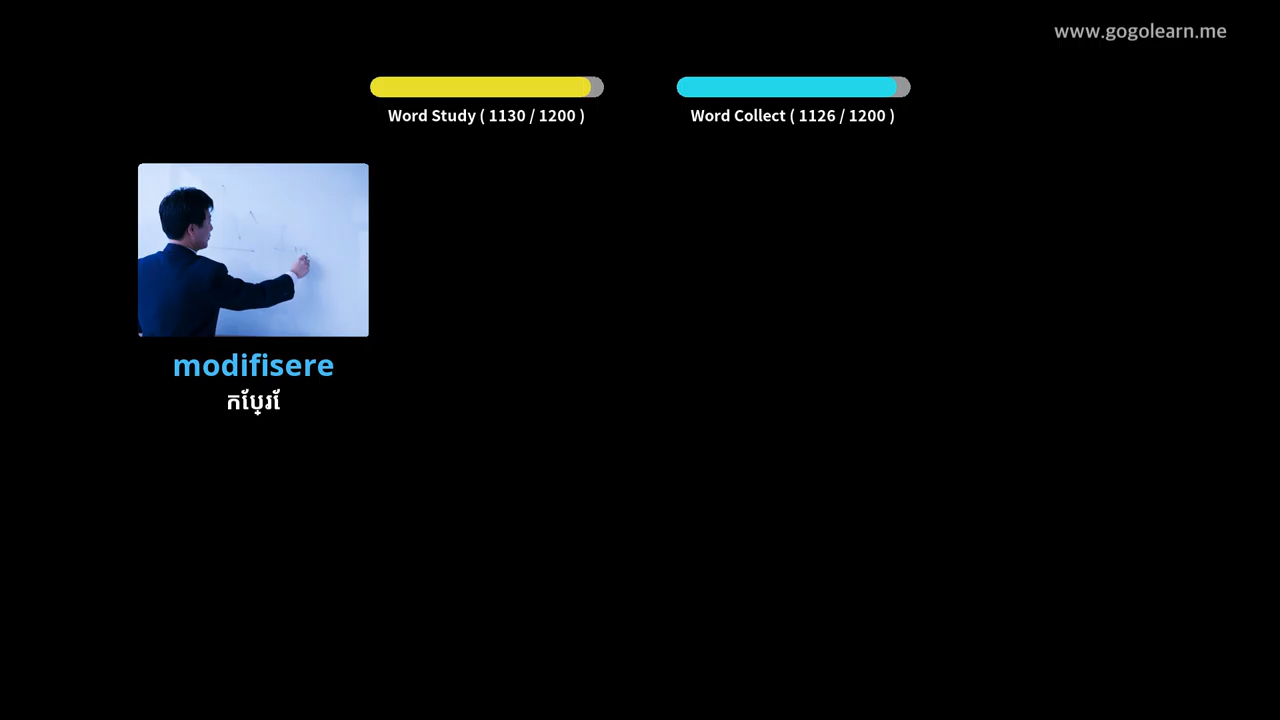 www.gogolearn.me
Word Study ( 1130 / 1200 )
Word Collect ( 1126 / 1200 )
modifisere
កែប្រែ